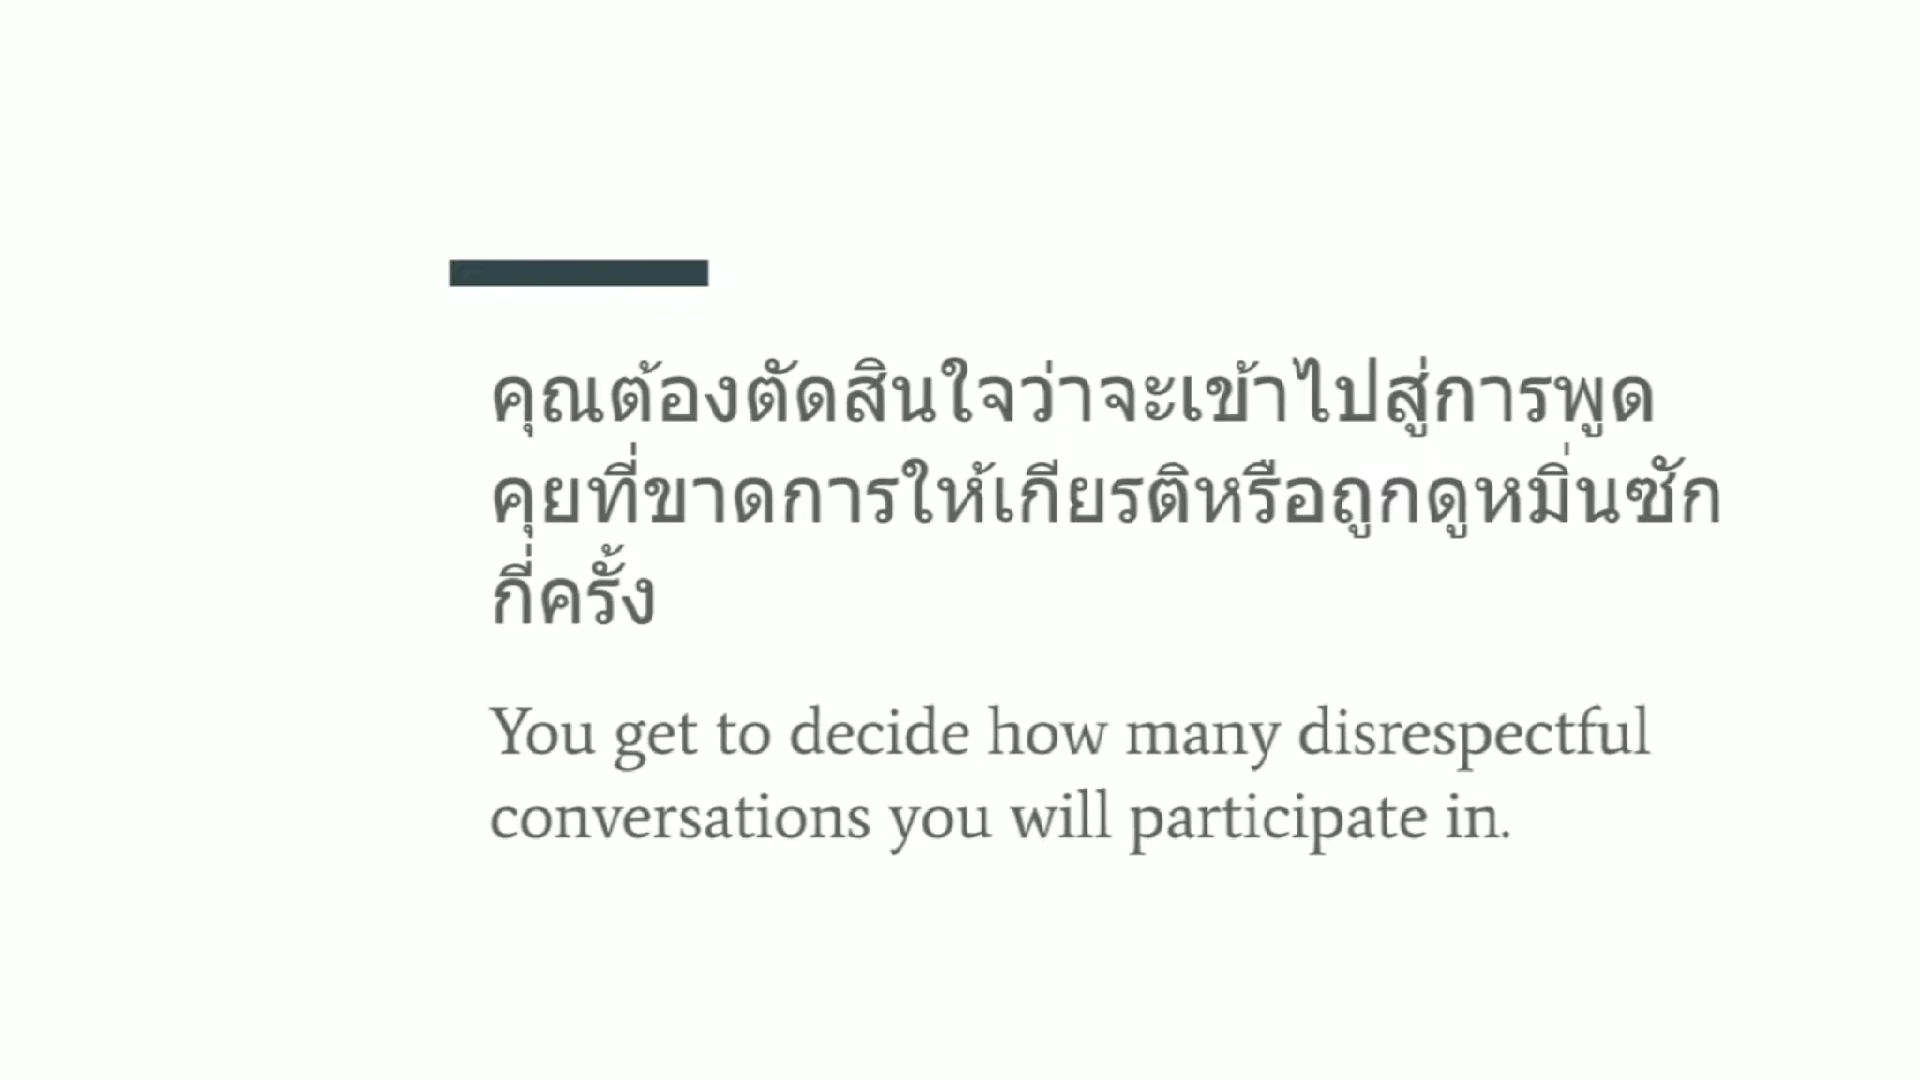 คุณต้องตัดสินใจว่าจะเข้าไปสู่การพูด
คุยที่ขาดการให้เกียรติหรือถูกดูหมิ่นซัก
กี่ครั้ง
You get to decide how many disrespectful
conversations you will participate in.